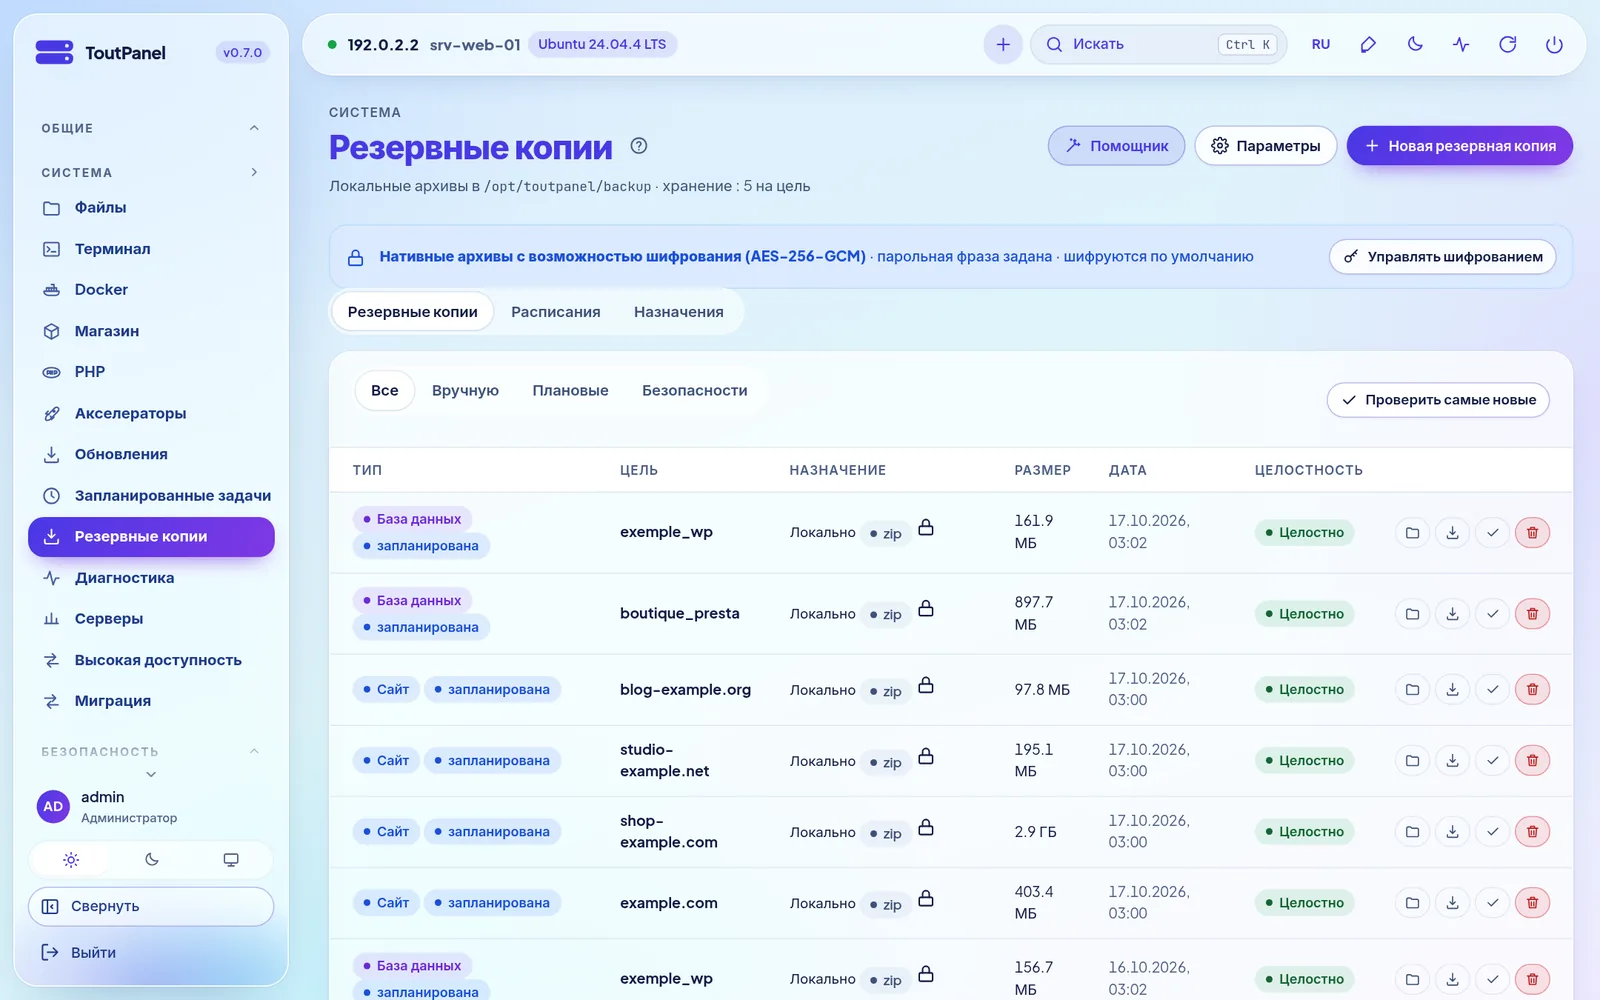 ToutPanel
v0.7.0
ОБЩИЕ
СИСТЕМА
Файлы
Терминал
Docker
Магазин
PHP
Акселераторы
Обновления
Запланированные задачи
Резервные копии
Диагностика
Серверы
Высокая доступность
Миграция
БЕЗОПАСНОСТЬ
AD
admin
Администратор
Свернуть
Выйти
192.0.2.2 srv-web-01 Ubuntu 24.04.4 LTS
Искать Ctrl K
RU
СИСТЕМА
Резервные копии
Локальные архивы в /opt/toutpanel/backup · хранение : 5 на цель
Помощник
Параметры
Новая резервная копия
Нативные архивы с возможностью шифрования (AES-256-GCM) · парольная фраза задана · шифруются по умолчанию
Управлять шифрованием
Резервные копии Расписания Назначения
Все Вручную Плановые Безопасности
Проверить самые новые
ТИП ЦЕЛЬ НАЗНАЧЕНИЕ РАЗМЕР ДАТА ЦЕЛОСТНОСТЬ
База данных
запланирована
exemple_wp
Локально zip
161.9
МБ
17.10.2026,
03:02
Целостно
База данных
запланирована
boutique_presta
Локально zip
897.7
МБ
17.10.2026,
03:02
Целостно
Сайт запланирована
blog-example.org
Локально zip
97.8 МБ
17.10.2026,
03:00
Целостно
Сайт запланирована
studio-
example.net
Локально zip
195.1
МБ
17.10.2026,
03:00
Целостно
Сайт запланирована
shop-
example.com
Локально zip
2.9 ГБ
17.10.2026,
03:00
Целостно
Сайт запланирована
example.com
Локально zip
403.4
МБ
17.10.2026,
03:00
Целостно
База данных
запланирована
exemple_wp
Локально zip
156.7
МБ
16.10.2026,
03:02
Целостно